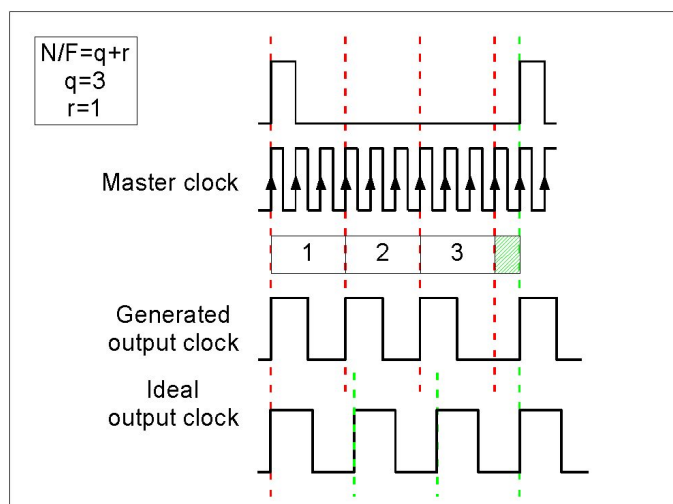 N/F=q+r
q=3
r=1
Master clock
1 2 3
Generated
output clock
Ideal
output clock